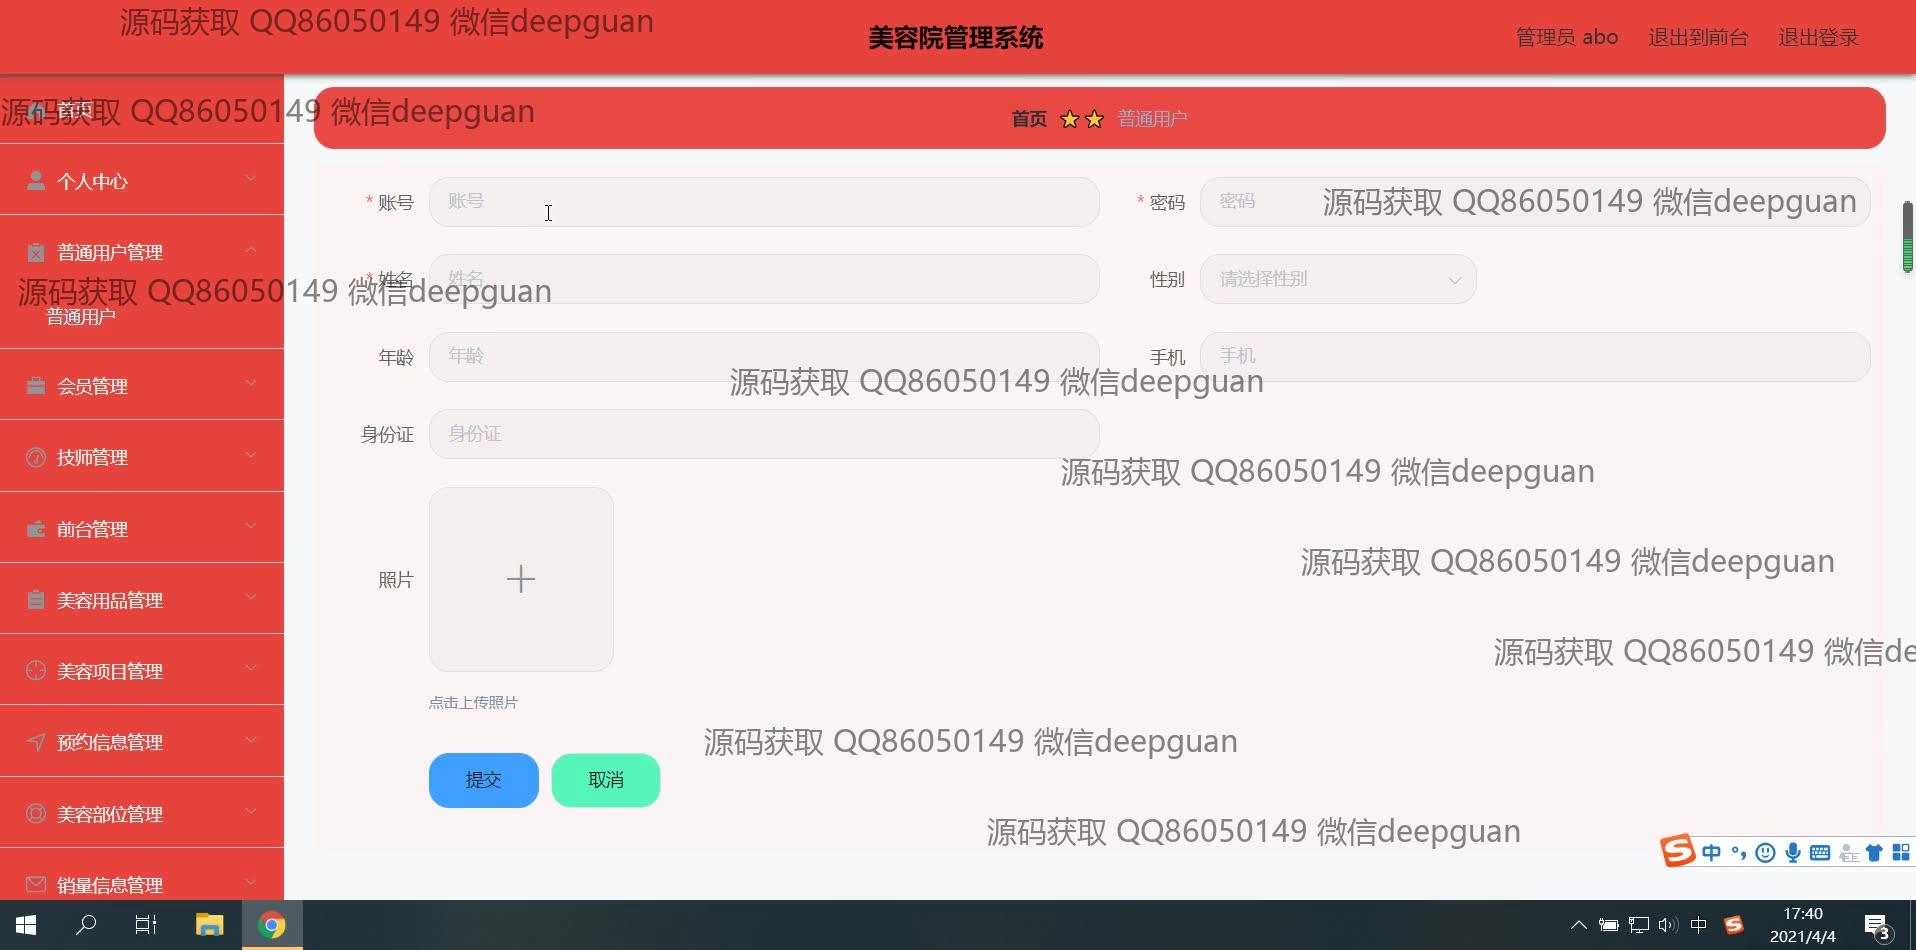 源码获取 QQ86050149 微信deepguan
美容院管理系统
管理员 abo 退出到前台 退出登录
首页
源码获取 QQ86050149 微信deepguan
首页 普通用户
个人中心
* 账号 账号
* 密码 密码
源码获取 QQ86050149 微信deepguan
普通用户管理
* 姓名 姓名
性别 请选择性别
源码获取 QQ86050149 微信deepguan
普通用户
年龄 年龄
手机 手机
源码获取 QQ86050149 微信deepguan
会员管理
身份证 身份证
技师管理
源码获取 QQ86050149 微信deepguan
前台管理
源码获取 QQ86050149 微信deepguan
照片
美容用品管理
源码获取 QQ86050149 微信de
美容项目管理
点击上传照片
预约信息管理
源码获取 QQ86050149 微信deepguan
提交 取消
美容部位管理
源码获取 QQ86050149 微信deepguan
中
销量信息管理
中
17:40
2021/4/4
3